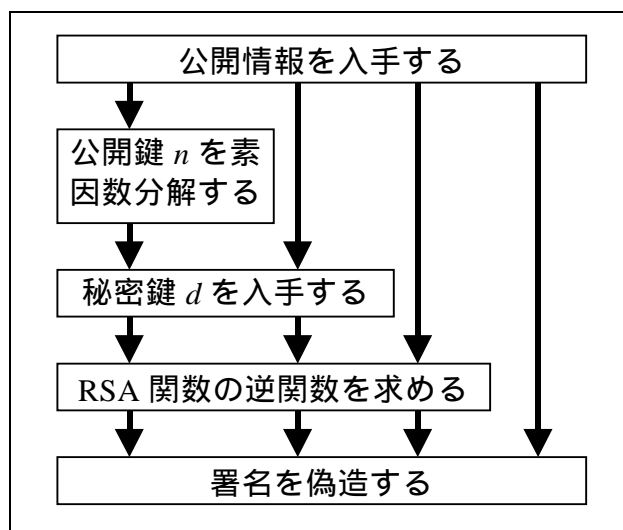 公開情報を入手する
公開鍵 n を素
因数分解する
秘密鍵 d を入手する
RSA 関数の逆関数を求める
署名を偽造する